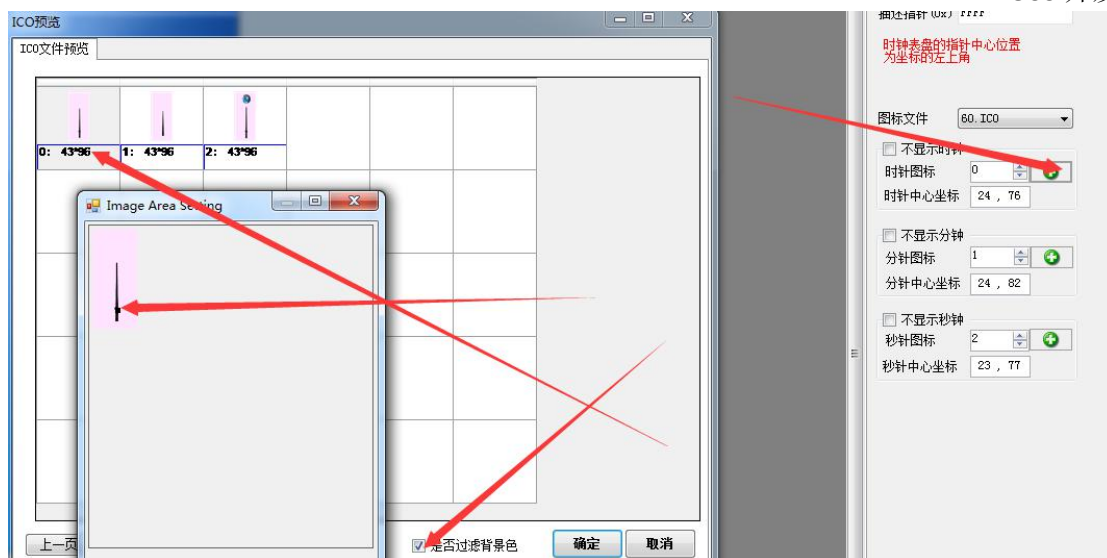 ICO预览
ICO文件预览
0: 43*96
1: 43*96
2: 43*96
Image Area Setting
上一页
是否过滤背景色
确定
取消
描述指针(0x)
时钟表盘的指针中心位置
为坐标的左上角
图标文件
60.ICO
不显示时钟
时针图标
0
时针中心坐标
24 , 76
不显示分钟
分针图标
1
分针中心坐标
24 , 82
不显示秒钟
秒针图标
2
秒针中心坐标
23 , 77